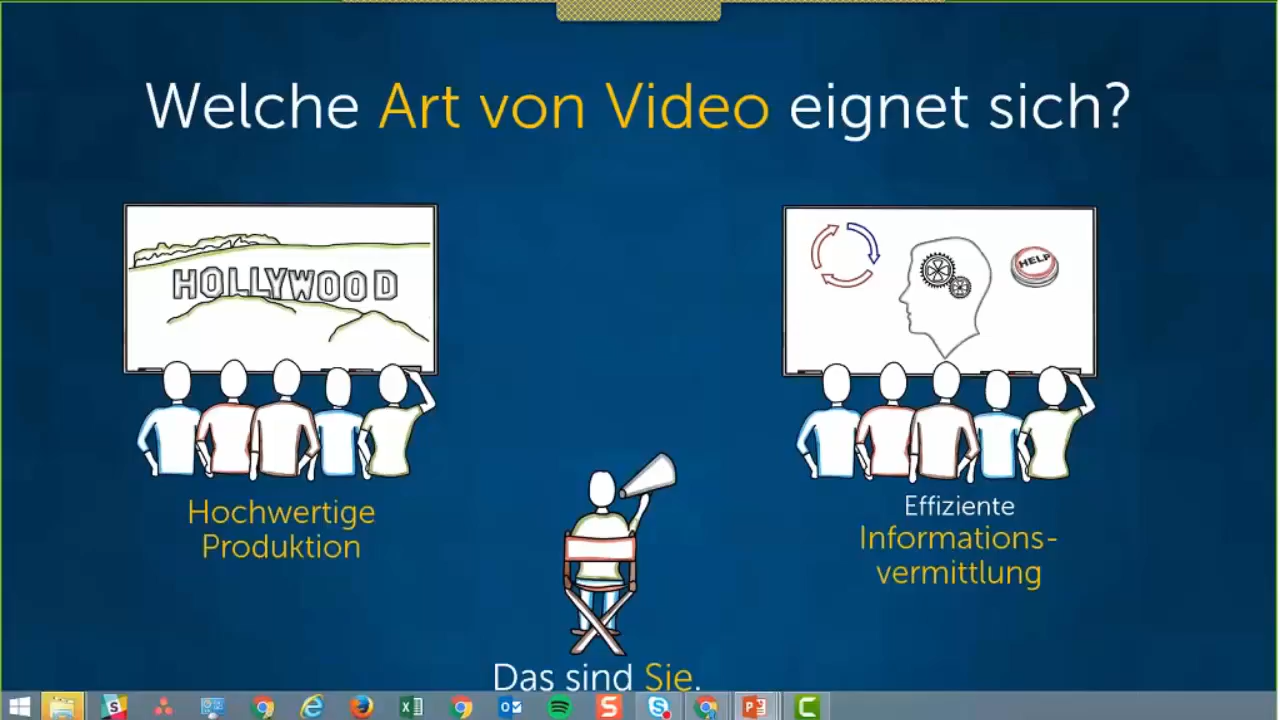 Welche Art von Video eignet sich?
HOLLYWOOD
HELP
Hochwertige
Produktion
Effiziente
Informations-
vermittlung
Das sind Sie.